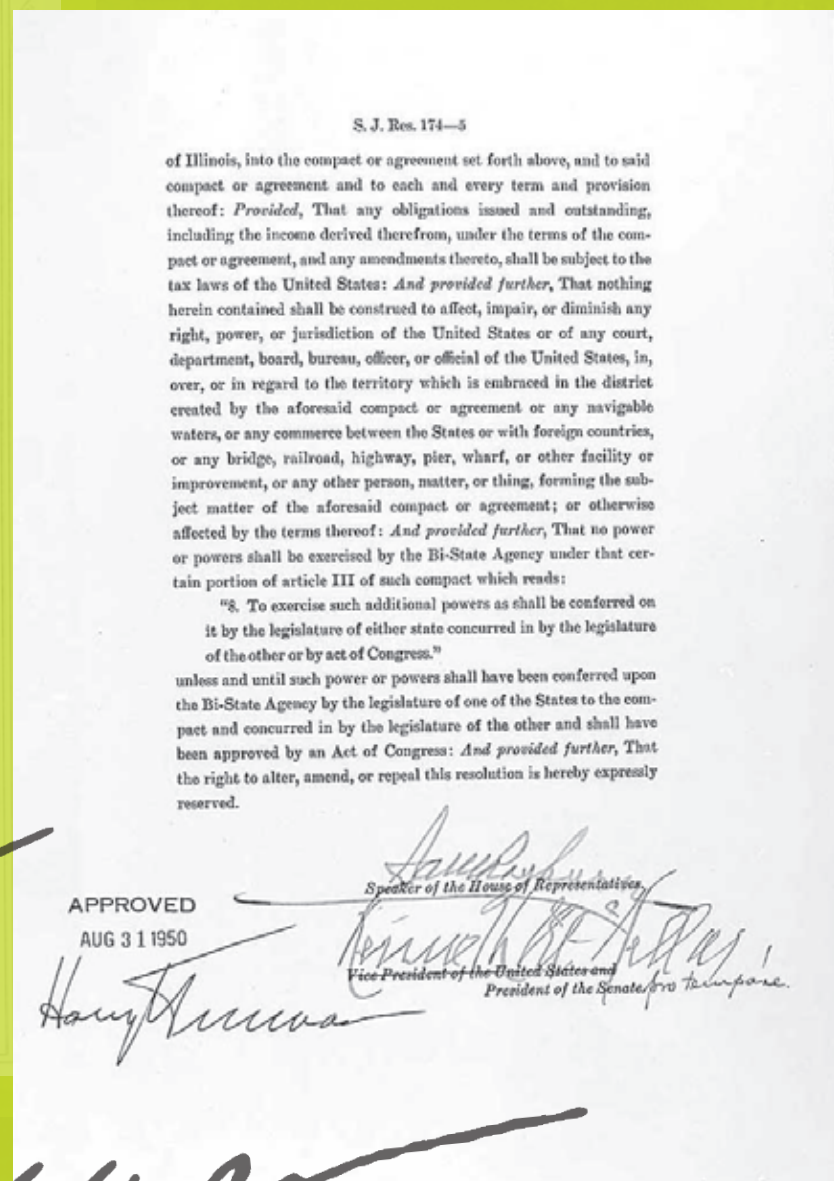 S. J. Res. 174—5
of Illinois, into the compact or agreement set forth above, and to said
compact or agreement and to each and every term and provision
thereof: Provided, That any obligations issued and outstanding,
including the income derived therefrom, under the terms of the com-
pact or agreement, and any amendments thereto, shall be subject to the
tax laws of the United States: And provided further, That nothing
herein contained shall be construed to affect, impair, or diminish any
right, power, or jurisdiction of the United States or of any court,
department, board, bureau, officer, or official of the United States, in,
over, or in regard to the territory which is embraced in the district
created by the aforesaid compact or agreement or any navigable
waters, or any commerce between the States or with foreign countries,
or any bridge, railroad, highway, pier, wharf, or other facility or
improvement, or any other person, matter, or thing, forming the sub-
ject matter of the aforesaid compact or agreement; or otherwise
affected by the terms thereof: And provided further, That no power
or powers shall be exercised by the Bi-State Agency under that cer-
tain portion of article III of such compact which reads:
"8. To exercise such additional powers as shall be conferred on
it by the legislature of either state concurred in by the legislature
of the other or by act of Congress."
unless and until such power or powers shall have been conferred upon
the Bi-State Agency by the legislature of one of the States to the com-
pact and concurred in by the legislature of the other and shall have
been approved by an Act of Congress: And provided further, That
the right to alter, amend, or repeal this resolution is hereby expressly
reserved.
Sam Rayburn
Speaker of the House of Representatives.
APPROVED
AUG 31 1950
Harry Truman
Kenneth McKellar
Vice President of the United States and
President of the Senate pro tempore.